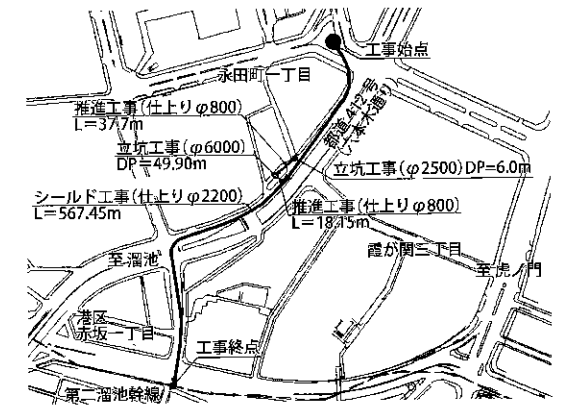 工事始点
永田町一丁目
推進工事(仕上りφ800)
L=37.7m
都道412号
(六本木通り)
立坑工事(φ6000)
DP=49.90m
立坑工事(φ2500)DP=6.0m
シールド工事(仕上りφ2200)
L=567.45m
推進工事(仕上りφ800)
L=18.15m
霞が関三丁目
至溜池
至虎ノ門
港区
赤坂一丁目
工事終点
第二溜池幹線